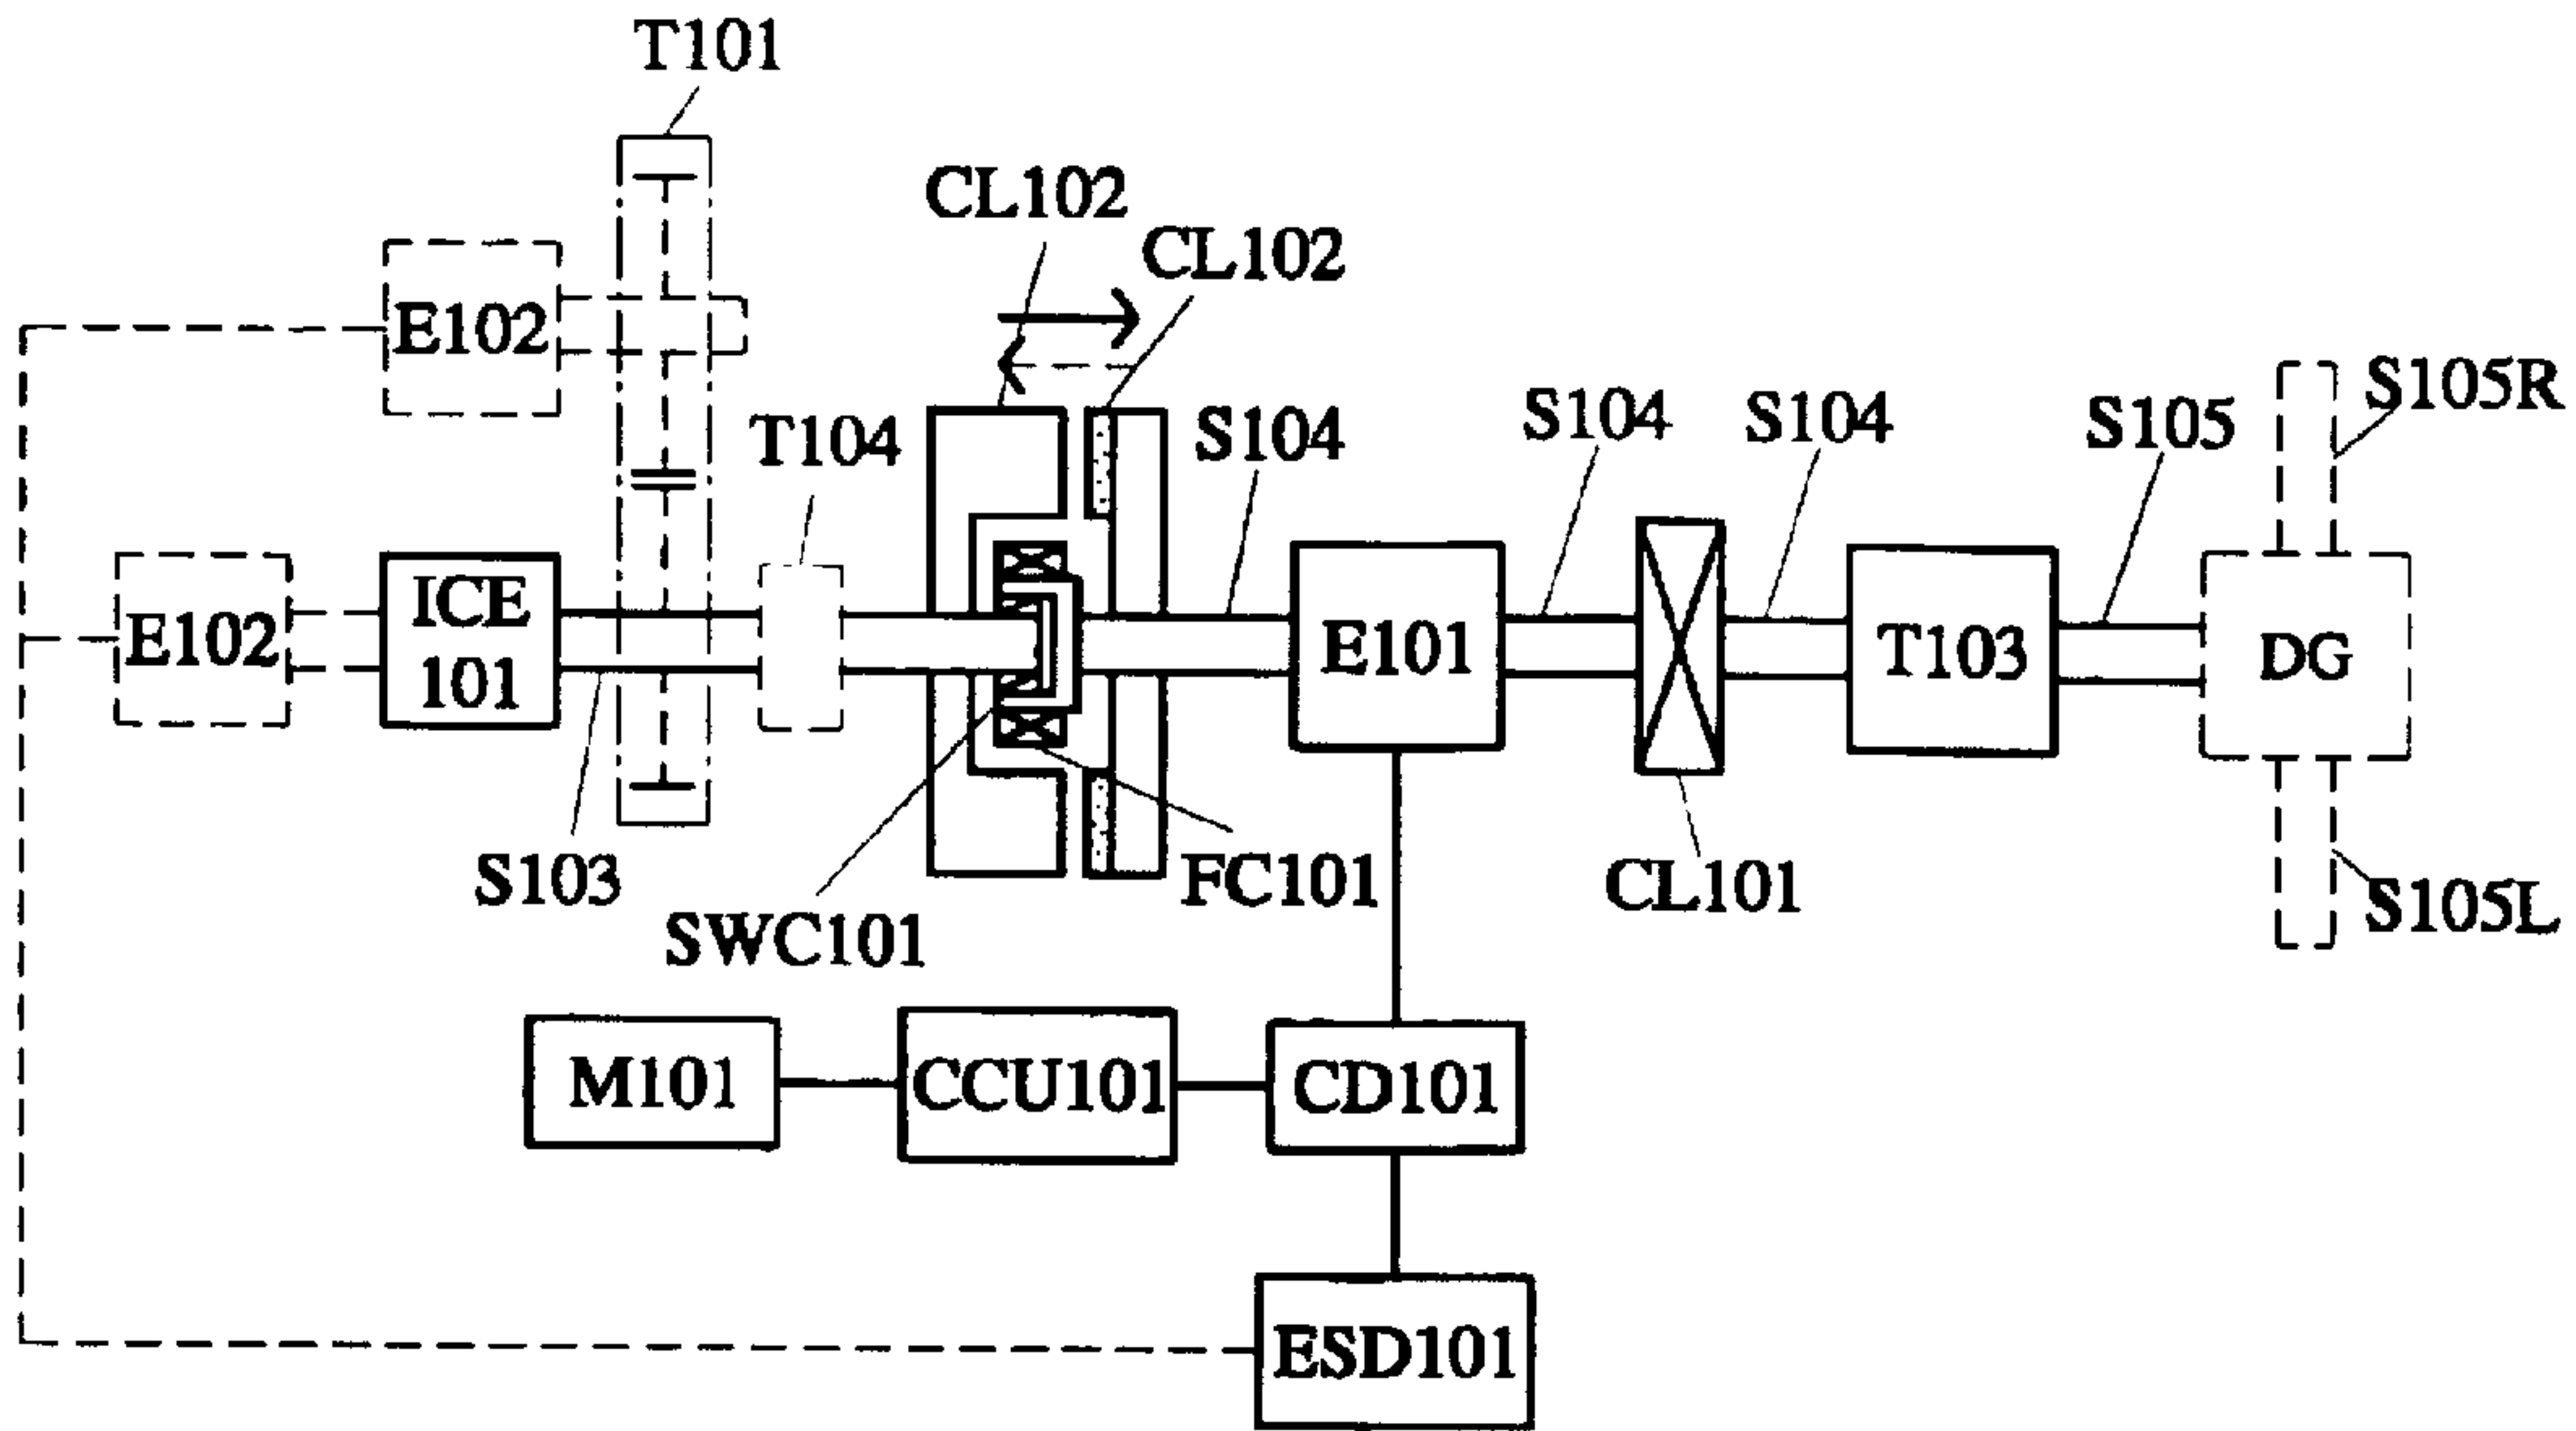 T101
CL102
CL102
E102
S105R
S104
S104
S105
T104
S104
ICE
101
E102
E101
T103
DG
S103
FC101
CL101
S105L
SWC101
M101
CCU101
CD101
ESD101